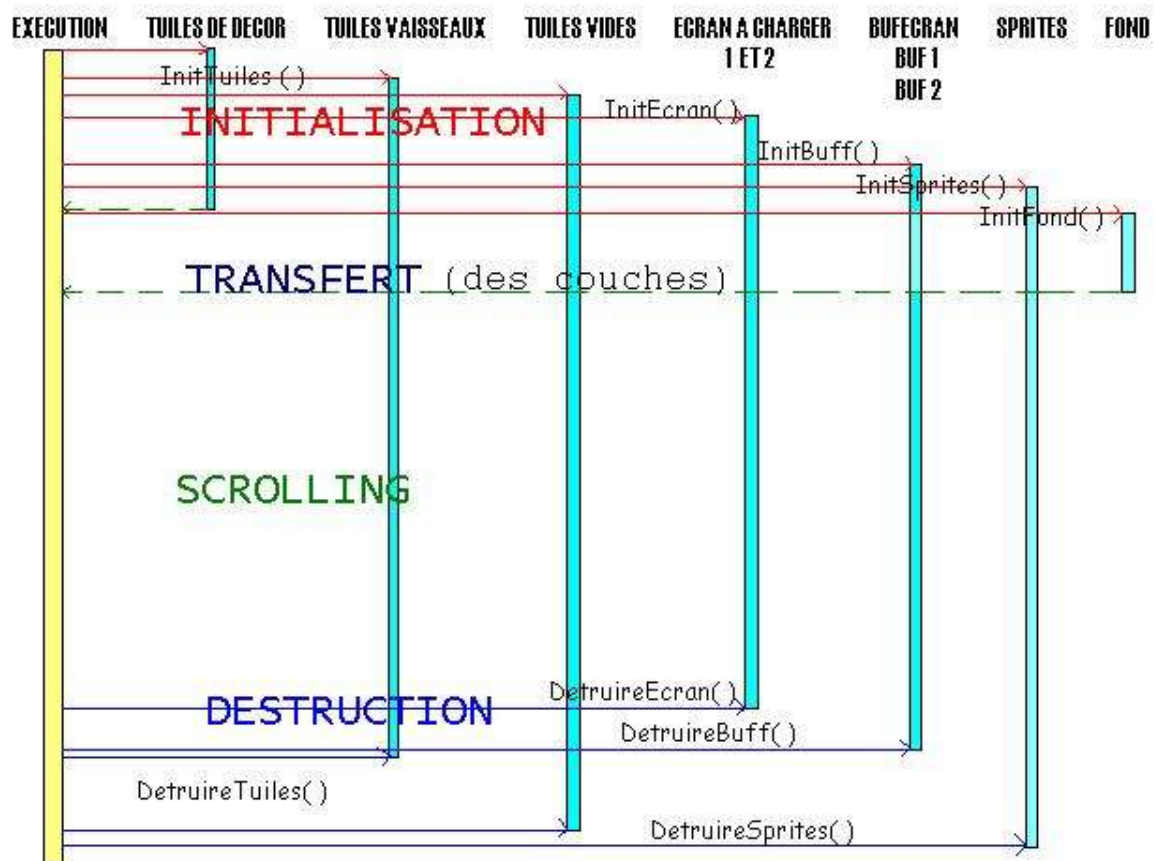 EXECUTION TUILES DE DECOR TUILES VAISSEAUX TUILES VIDES ECRAN A CHARGER BUFECRAN SPRITES FOND
1 ET 2 BUF 1
BUF 2
InitTuiles ( )
INITIALISATION
InitEcran( )
InitBuff( )
InitSprites( )
InitFond( )
TRANSFERT (des couches)
SCROLLING
DetruireEcran( )
DESTRUCTION
DetruireBuff( )
DetruireTuiles( )
DetruireSprites( )